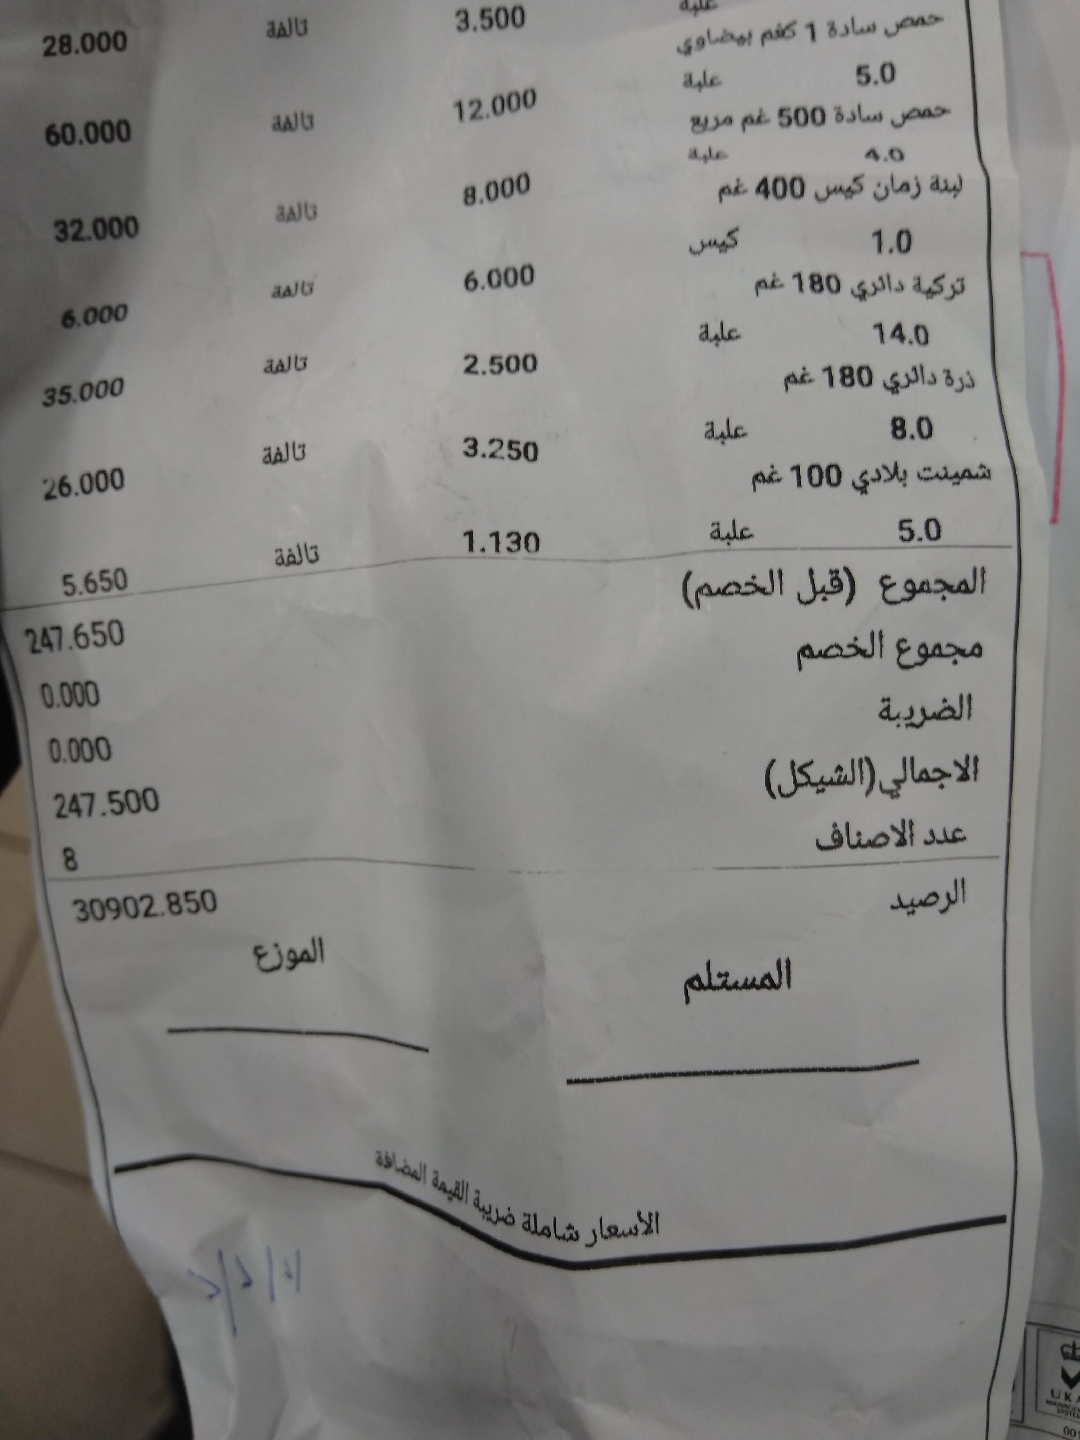 علبة 3.500 تالفة 28.000
حمص سادة 1 كغم بيضاوي
5.0 علبة 12.000 تالفة 60.000
حمص سادة 500 غم مربع
4.0 علبة 8.000 تالفة 32.000
لبنة زمان كيس 400 غم
1.0 كيس 6.000 تالفة 6.000
تركية دائري 180 غم
14.0 علبة 2.500 تالفة 35.000
ذرة دائري 180 غم
8.0 علبة 3.250 تالفة 26.000
شمينت بلادي 100 غم
5.0 علبة 1.130 تالفة 5.650
المجموع (قبل الخصم) 247.650
مجموع الخصم 0.000
الضريبة 0.000
الاجمالي(الشيكل) 247.500
عدد الاصناف 8
الرصيد 30902.850
المستلم الموزع
الأسعار شاملة ضريبة القيمة المضافة